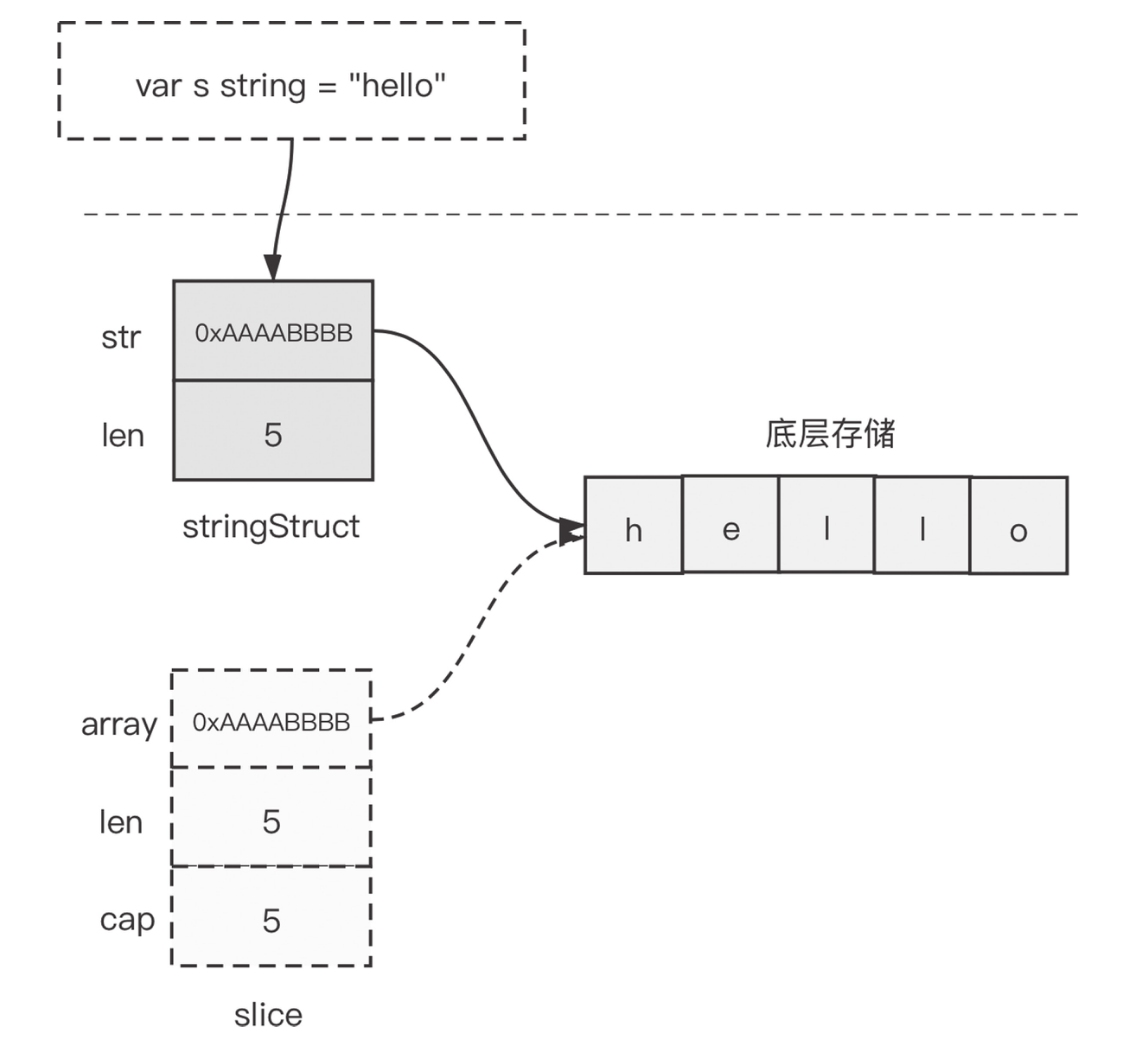 var s string = "hello"
str 0xAAAABBBB
len 5
stringStruct
底层存储
h e l l o
array 0xAAAABBBB
len 5
cap 5
slice